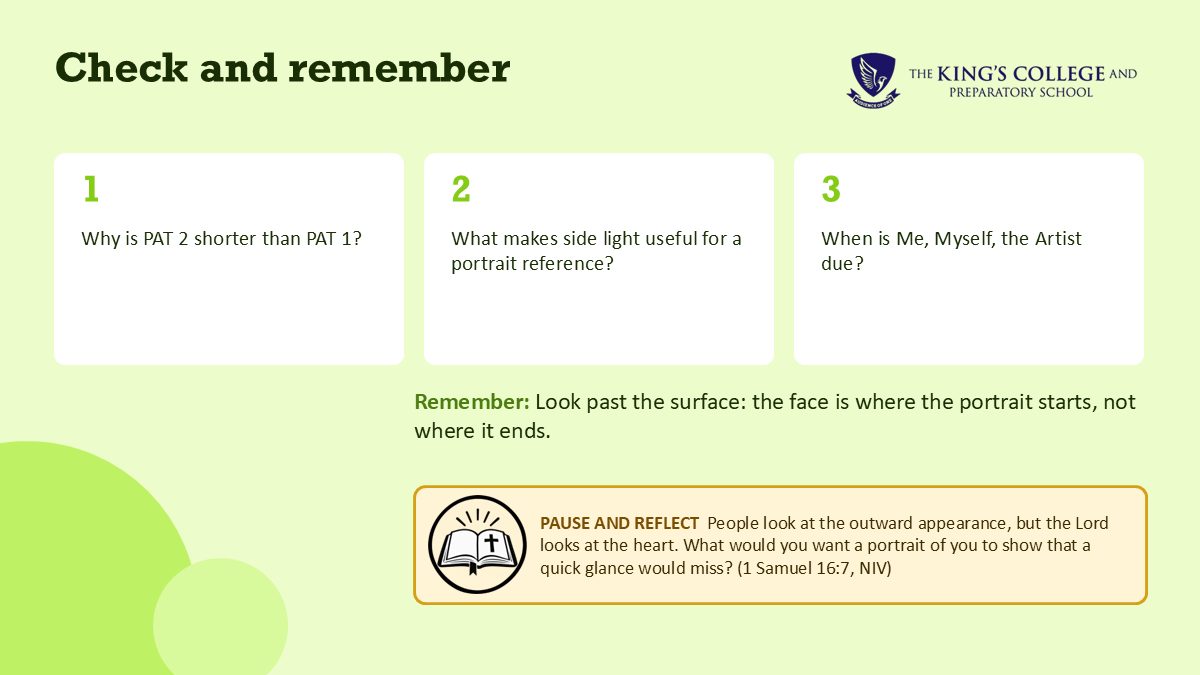 Check and remember
THE KING'S COLLEGE AND
PREPARATORY SCHOOL
AUDIENCE OF ONE
1
Why is PAT 2 shorter than PAT 1?
2
What makes side light useful for a
portrait reference?
3
When is Me, Myself, the Artist
due?
Remember: Look past the surface: the face is where the portrait starts, not
where it ends.
PAUSE AND REFLECT People look at the outward appearance, but the Lord
looks at the heart. What would you want a portrait of you to show that a
quick glance would miss? (1 Samuel 16:7, NIV)